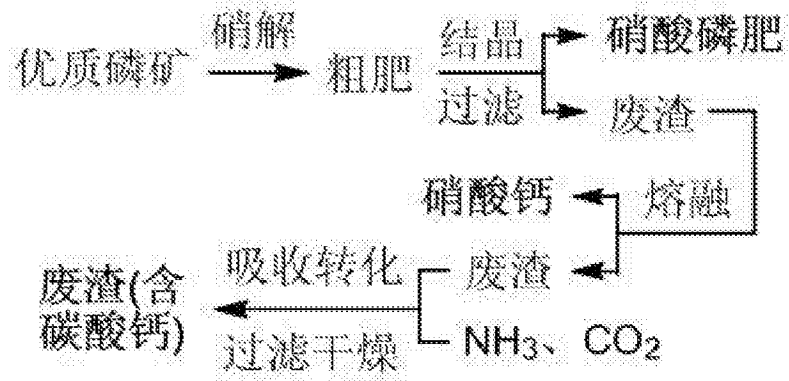 优质磷矿 硝解 粗肥 结晶 过滤 硝酸磷肥
废渣
硝酸钙 熔融
废渣(含 吸收转化 废渣
碳酸钙) 过滤干燥 NH₃、CO₂